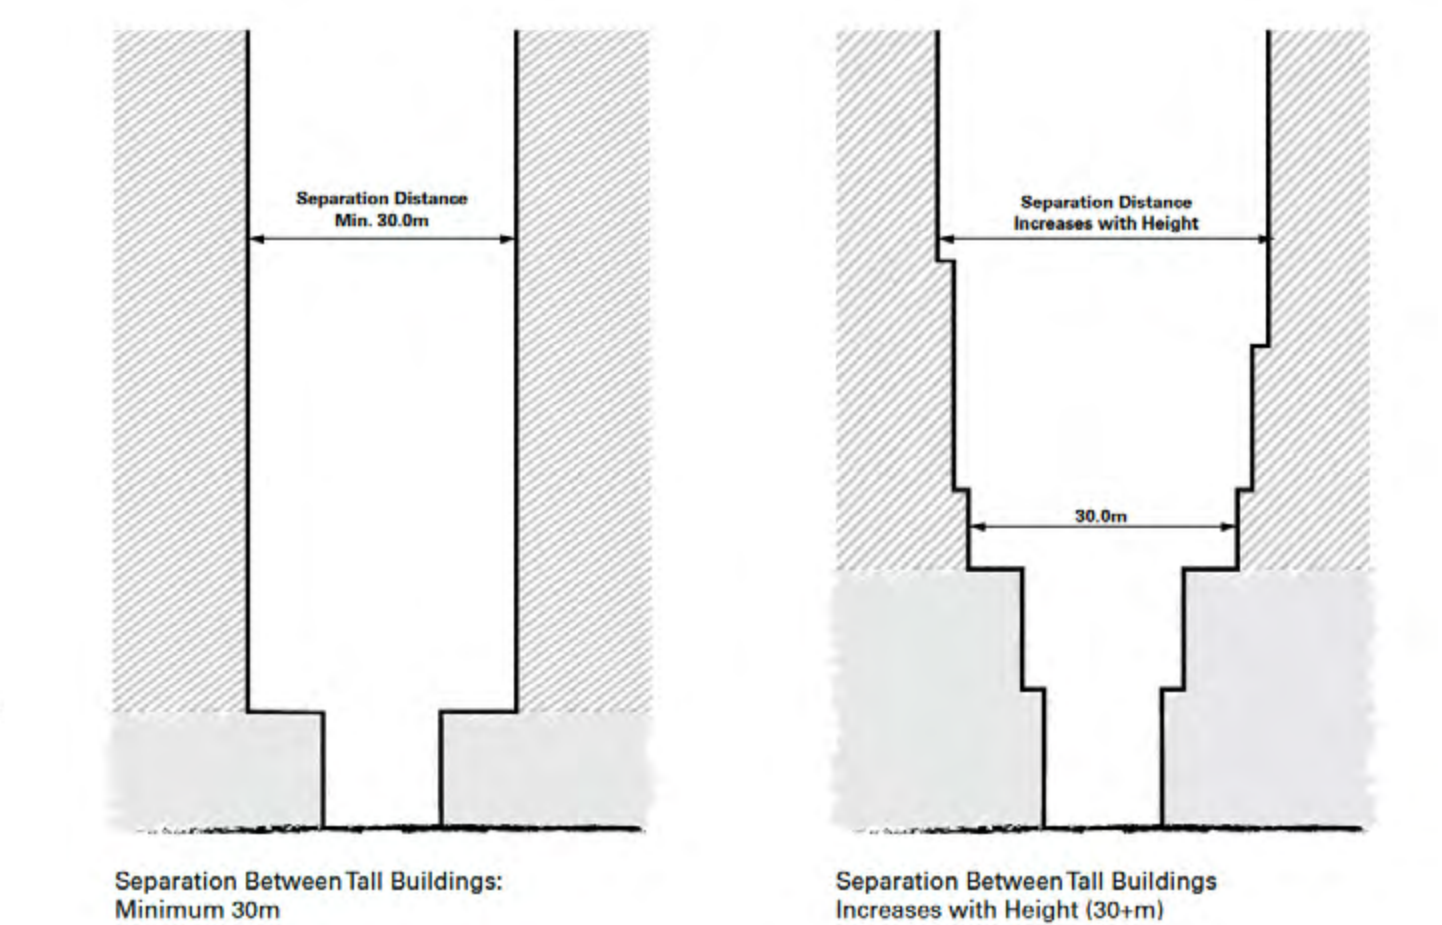 Separation Distance
Min. 30.0m
Separation Distance
Increases with Height
30.0m
Separation Between Tall Buildings:
Minimum 30m
Separation Between Tall Buildings
Increases with Height (30+m)